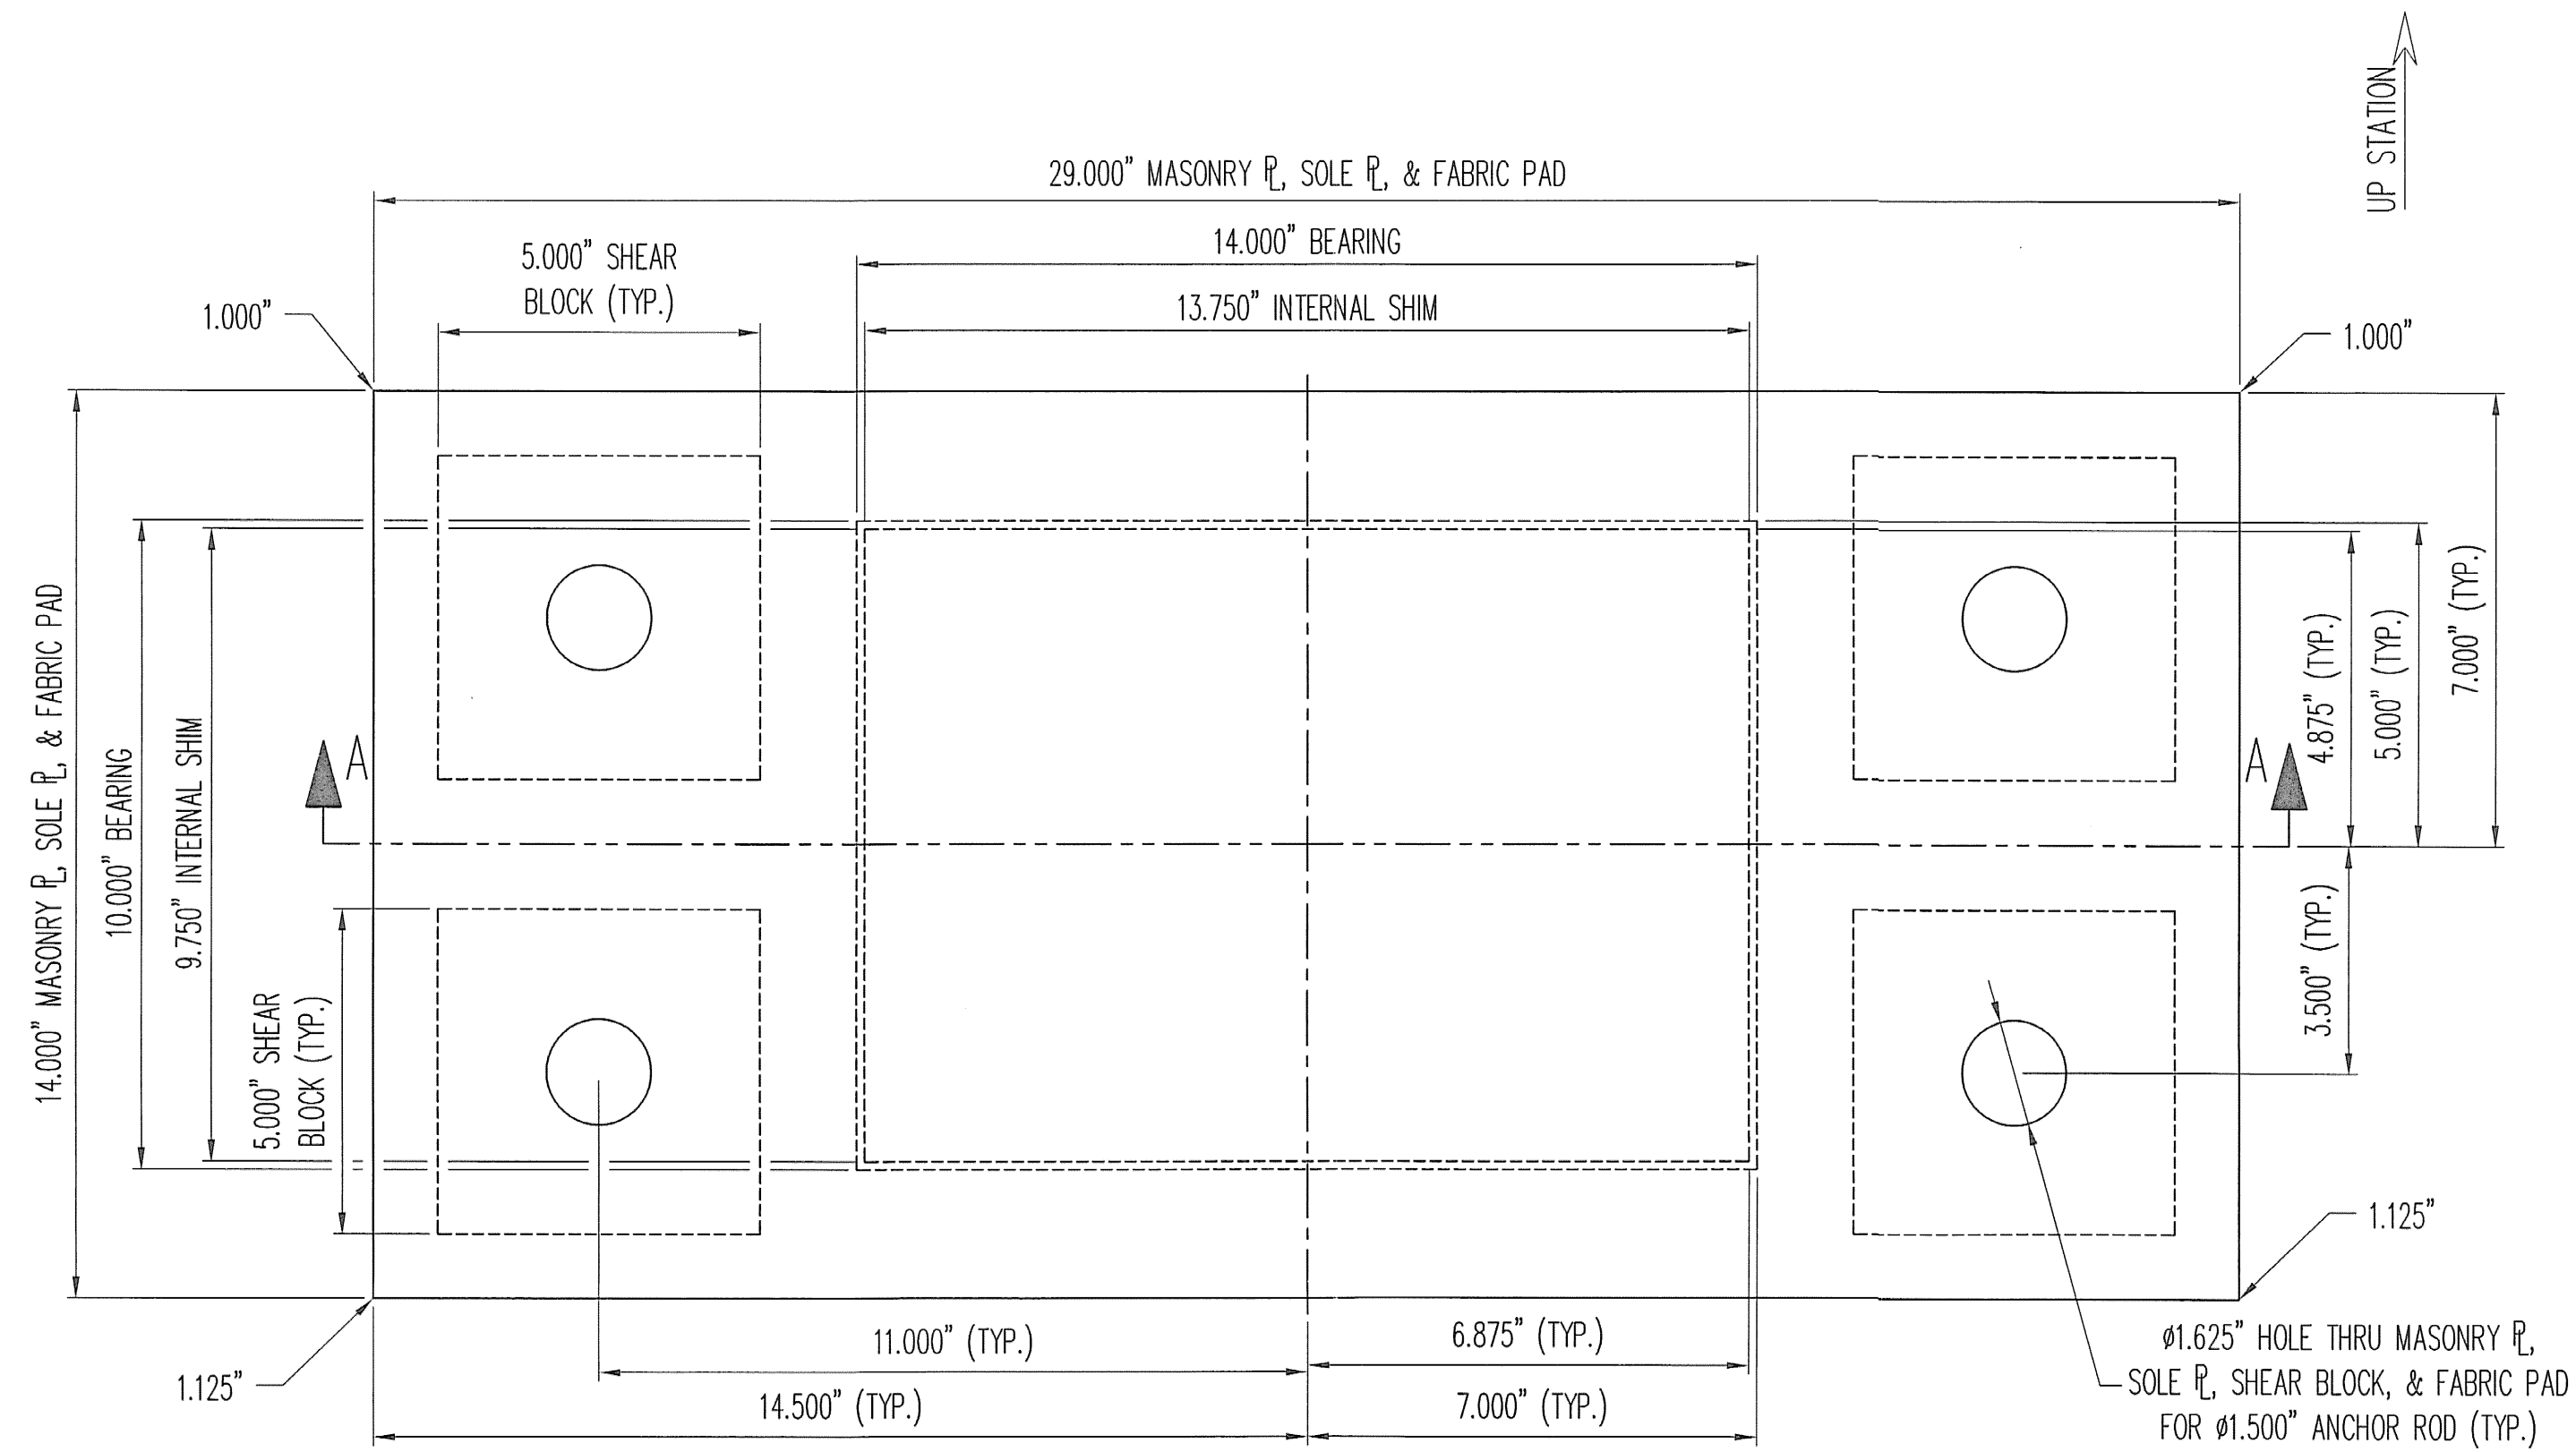 UP STATION
29.000" MASONRY ℄, SOLE ℄, & FABRIC PAD
14.000" BEARING
5.000" SHEAR
BLOCK (TYP.)
13.750" INTERNAL SHIM
1.000"
1.000"
14.000" MASONRY ℄, SOLE ℄, & FABRIC PAD
10.000" BEARING
9.750" INTERNAL SHIM
5.000" SHEAR
BLOCK (TYP.)
A
A
4.875" (TYP.)
5.000" (TYP.)
7.000" (TYP.)
3.500" (TYP.)
1.125"
1.125"
11.000" (TYP.)
6.875" (TYP.)
14.500" (TYP.)
7.000" (TYP.)
ø1.625" HOLE THRU MASONRY ℄,
SOLE ℄, SHEAR BLOCK, & FABRIC PAD
FOR ø1.500" ANCHOR ROD (TYP.)